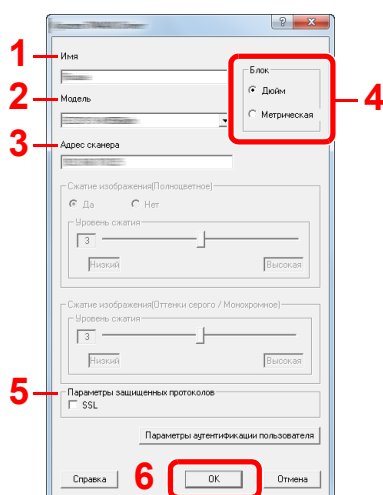 1 Имя
Блок
Дюйм
Метрическая
4
2 Модель
3 Адрес сканера
Сжатие изображения(Полноцветное)
Да Нет
Уровень сжатия
3
Низкий Высокая
Сжатие изображения(Оттенки серого / Монохромное)
Уровень сжатия
3
Низкий Высокая
5 Параметры защищенных протоколов
SSL
Параметры аутентификации пользователя
Справка 6 OK Отмена